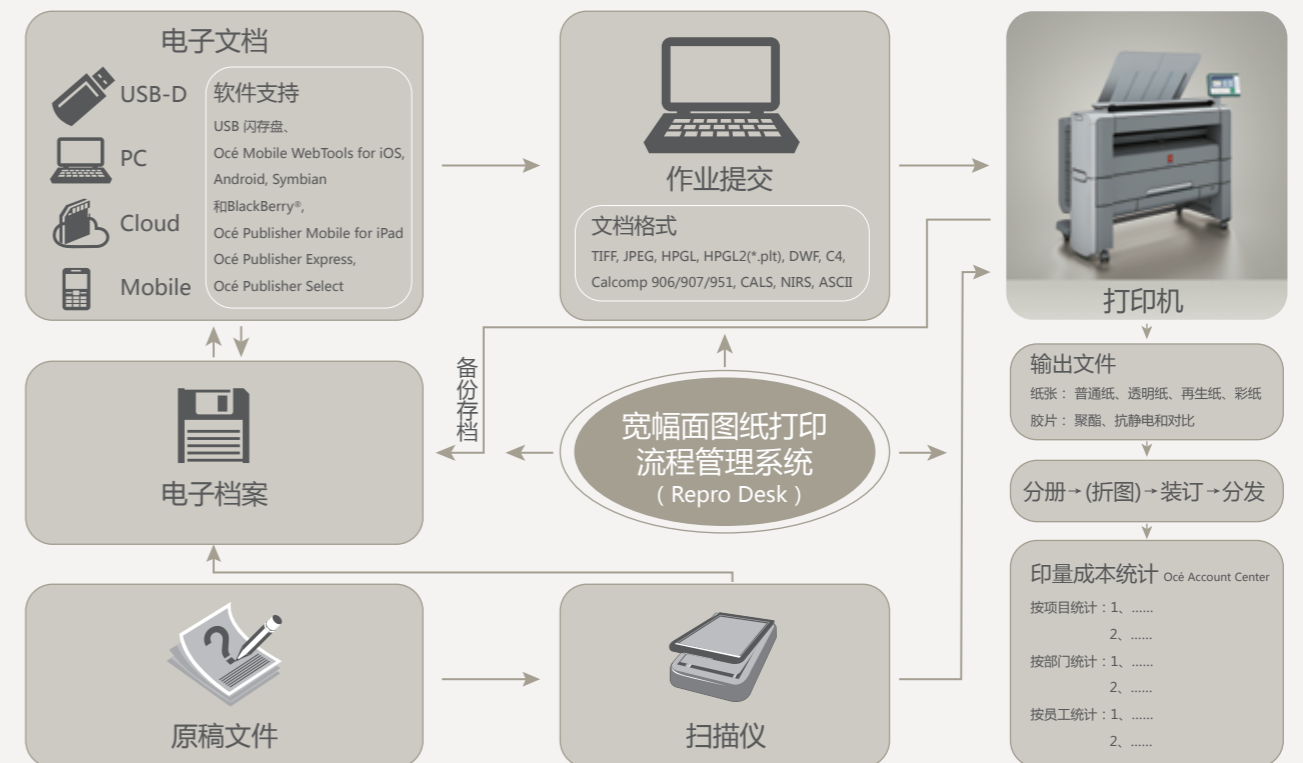 电子文档
USB-D
PC
Cloud
Mobile
软件支持
USB 闪存盘、
Océ Mobile WebTools for iOS,
Android, Symbian
和BlackBerry®,
Océ Publisher Mobile for iPad
Océ Publisher Express,
Océ Publisher Select
作业提交
文档格式
TIFF, JPEG, HPGL, HPGL2(*.plt), DWF, C4,
Calcomp 906/907/951, CALS, NIRS, ASCII
打印机
备份存档
电子档案
宽幅面图纸打印
流程管理系统
（Repro Desk）
输出文件
纸张： 普通纸、透明纸、再生纸、彩纸
胶片： 聚酯、抗静电和对比
分册→(折图)→装订→分发
印量成本统计 Océ Account Center
按项目统计：1、......
2、......
按部门统计：1、......
2、......
按员工统计：1、......
2、......
原稿文件
扫描仪